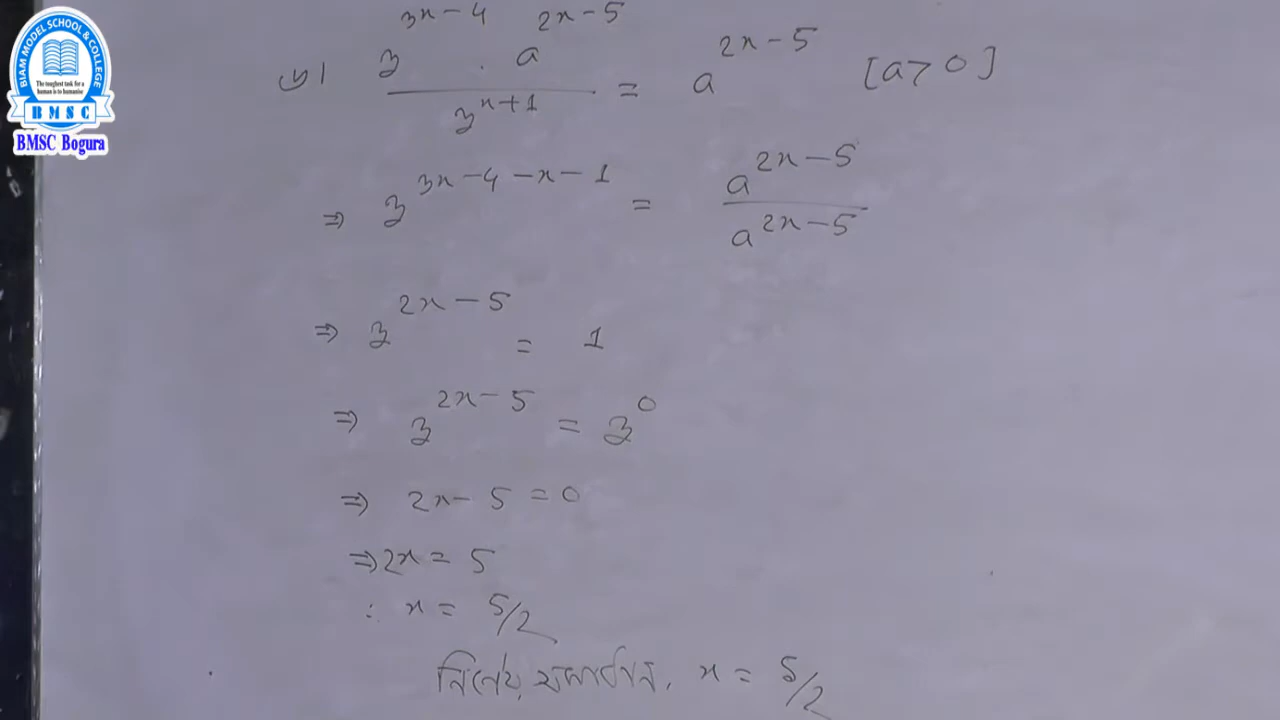 BIAM MODEL SCHOOL & COLLEGE
The toughest task for a
human is to humanise
BMSC
BMSC Bogura
৩। 3^{3x-4} . a^{2x-5} / 3^{x+1} = a^{2x-5} [a > 0]
⇒ 3^{3x-4-x-1} = a^{2x-5} / a^{2x-5}
⇒ 3^{2x-5} = 1
⇒ 3^{2x-5} = 3^0
⇒ 2x - 5 = 0
⇒ 2x = 5
∴ x = 5/2
নির্ণেয় সমাধান, x = 5/2